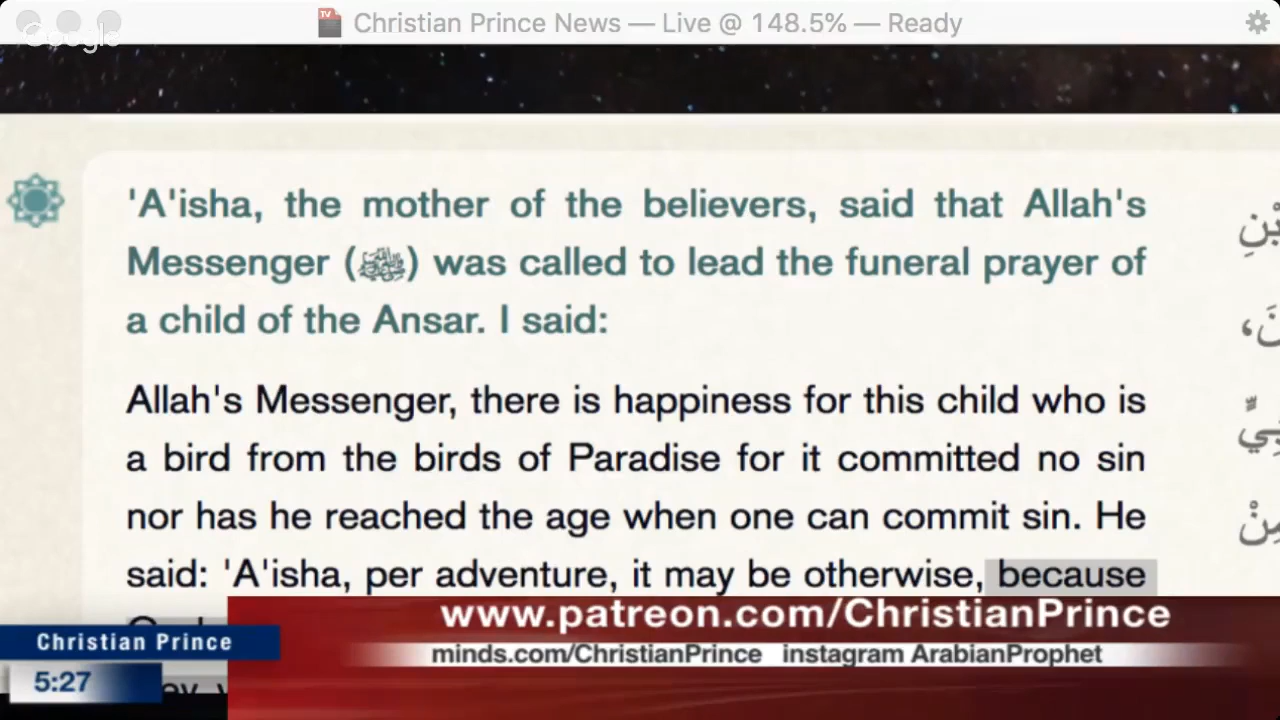 Christian Prince News — Live @ 148.5% — Ready
Google
'A'isha, the mother of the believers, said that Allah's
Messenger (ﷺ) was called to lead the funeral prayer of
a child of the Ansar. I said:
Allah's Messenger, there is happiness for this child who is
a bird from the birds of Paradise for it committed no sin
nor has he reached the age when one can commit sin. He
said: 'A'isha, per adventure, it may be otherwise, because
www.patreon.com/ChristianPrince
Christian Prince
minds.com/ChristianPrince instagram ArabianProphet
5:27